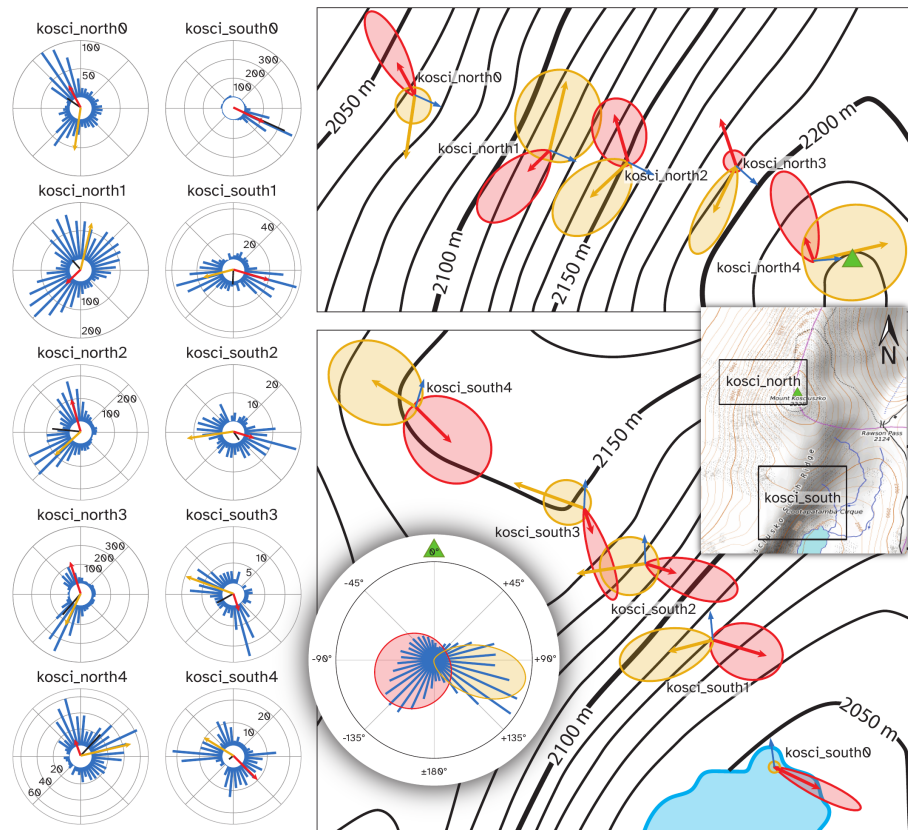 kosci_north0
100
50
kosci_south0
300
200
100
kosci_north1
100
200
kosci_south1
40
20
kosci_north2
200
100
kosci_south2
20
10
kosci_north3
300
200
100
kosci_south3
10
5
kosci_north4
20
40
60
kosci_south4
20
10
2050 m
kosci_north0
kosci_north1
kosci_north2
kosci_north3
kosci_north4
2100 m
2150 m
2200 m
kosci_south4
2150 m
kosci_south3
kosci_south2
kosci_south1
2100 m
2050 m
kosci_south0
0°
-45°
+45°
-90°
+90°
-135°
+135°
±180°
N
kosci_north
Mount Kosciuszko
Rawson Pass
2124
kosci_south